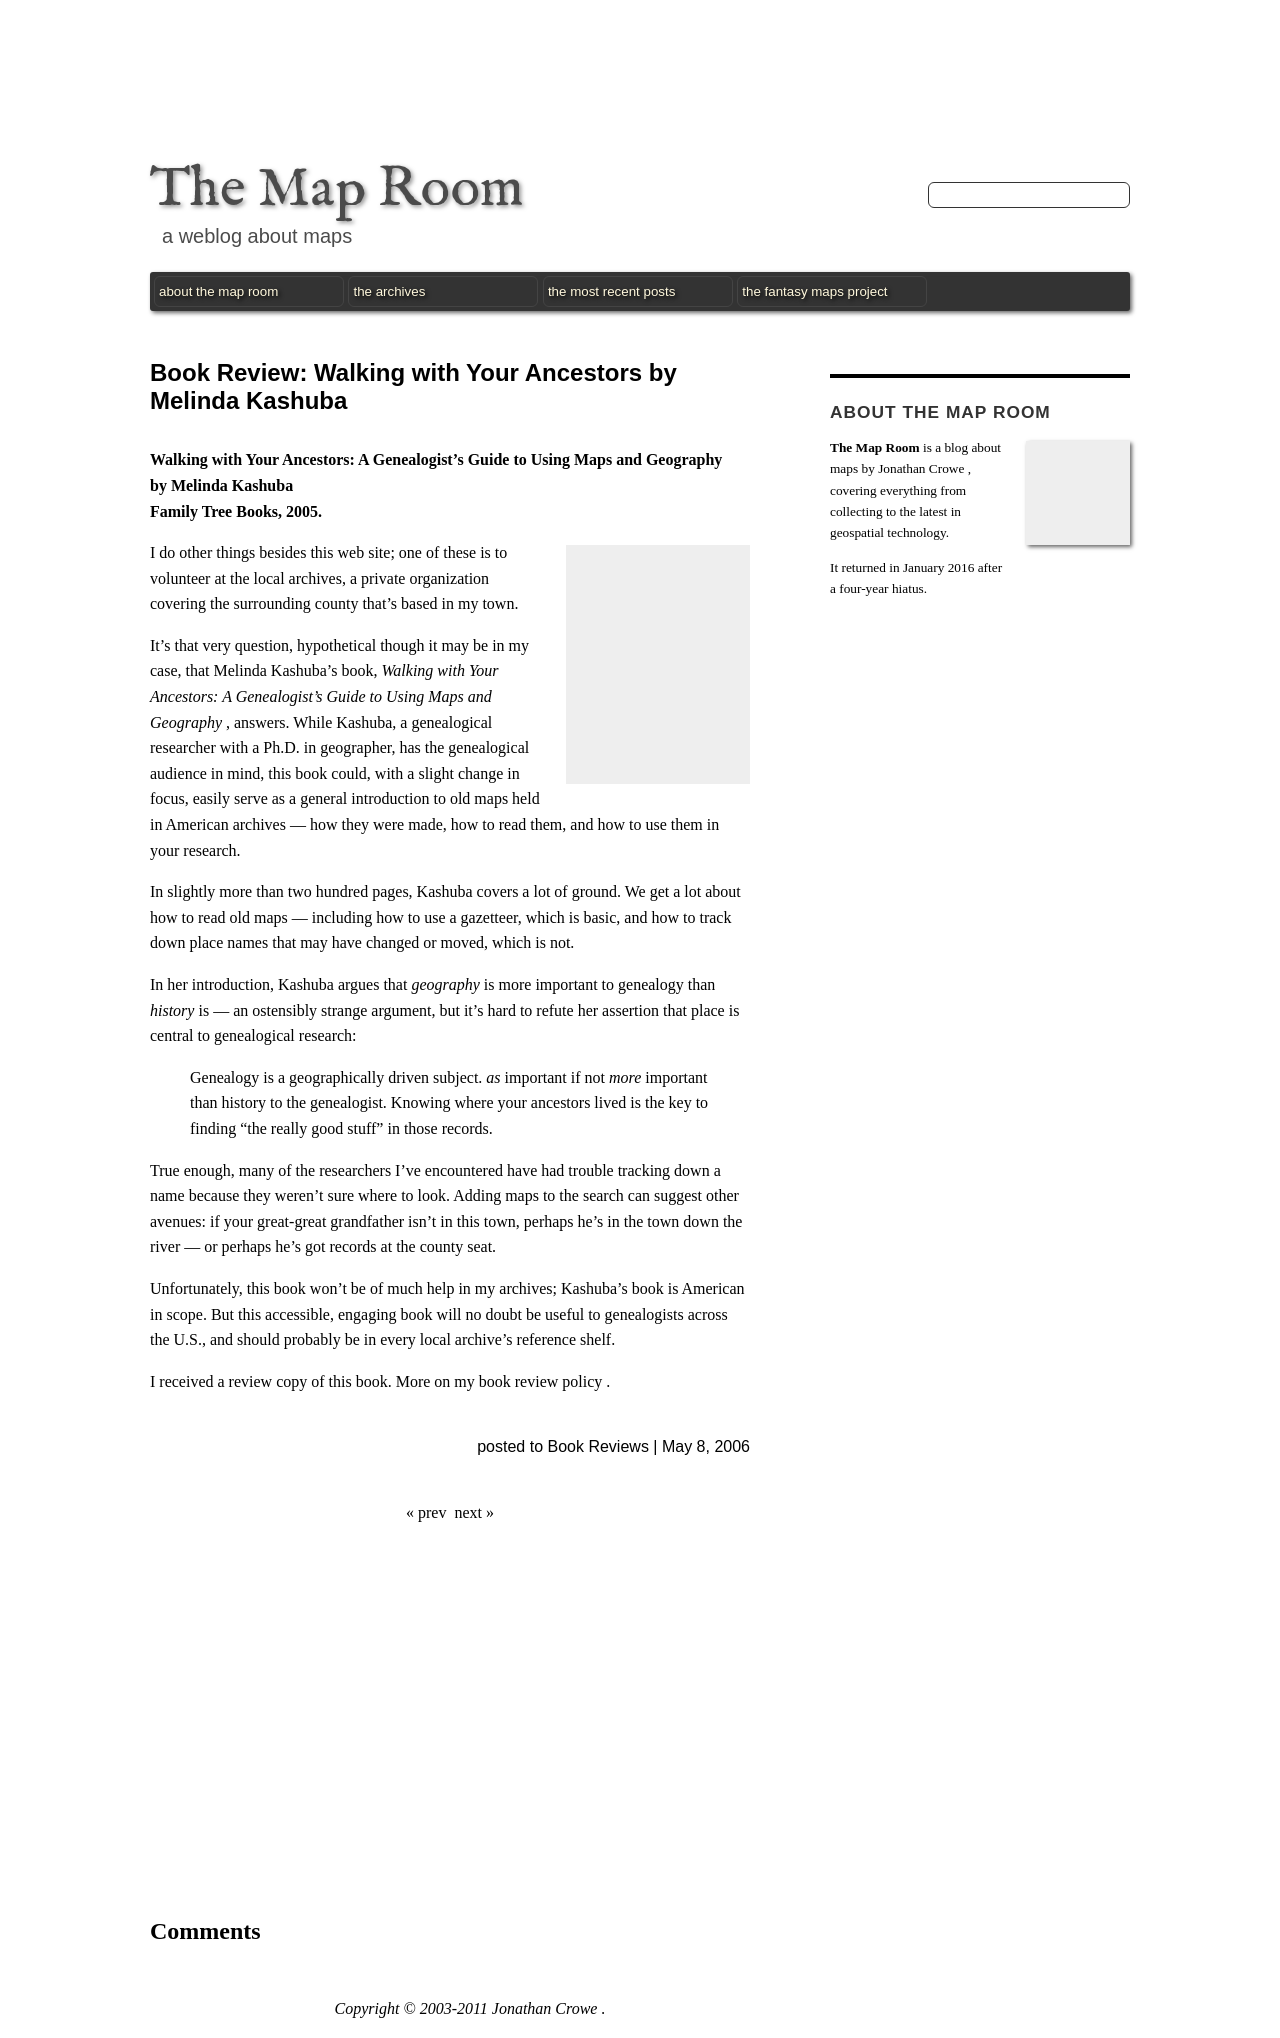 The Map Room
a weblog about maps
about the map room
the archives
the most recent posts
the fantasy maps project
Book Review: Walking with Your Ancestors by
Melinda Kashuba
Walking with Your Ancestors: A Genealogist’s Guide to Using Maps and Geography
by Melinda Kashuba
Family Tree Books, 2005.
I do other things besides this web site; one of these is to
volunteer at the local archives, a private organization
covering the surrounding county that’s based in my town.
It’s that very question, hypothetical though it may be in my
case, that Melinda Kashuba’s book, Walking with Your
Ancestors: A Genealogist’s Guide to Using Maps and
Geography , answers. While Kashuba, a genealogical
researcher with a Ph.D. in geographer, has the genealogical
audience in mind, this book could, with a slight change in
focus, easily serve as a general introduction to old maps held
in American archives — how they were made, how to read them, and how to use them in
your research.
In slightly more than two hundred pages, Kashuba covers a lot of ground. We get a lot about
how to read old maps — including how to use a gazetteer, which is basic, and how to track
down place names that may have changed or moved, which is not.
In her introduction, Kashuba argues that geography is more important to genealogy than
history is — an ostensibly strange argument, but it’s hard to refute her assertion that place is
central to genealogical research:
Genealogy is a geographically driven subject. as important if not more important
than history to the genealogist. Knowing where your ancestors lived is the key to
finding “the really good stuff” in those records.
True enough, many of the researchers I’ve encountered have had trouble tracking down a
name because they weren’t sure where to look. Adding maps to the search can suggest other
avenues: if your great-great grandfather isn’t in this town, perhaps he’s in the town down the
river — or perhaps he’s got records at the county seat.
Unfortunately, this book won’t be of much help in my archives; Kashuba’s book is American
in scope. But this accessible, engaging book will no doubt be useful to genealogists across
the U.S., and should probably be in every local archive’s reference shelf.
I received a review copy of this book. More on my book review policy .
posted to Book Reviews | May 8, 2006
« prev  next »
ABOUT THE MAP ROOM
The Map Room is a blog about
maps by Jonathan Crowe ,
covering everything from
collecting to the latest in
geospatial technology.
It returned in January 2016 after
a four-year hiatus.
Comments
Copyright © 2003-2011 Jonathan Crowe .